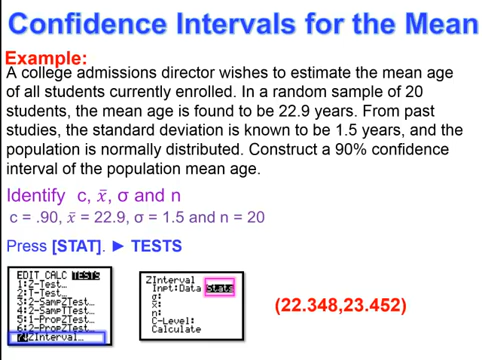 Confidence Intervals for the Mean
Example:
A college admissions director wishes to estimate the mean age
of all students currently enrolled. In a random sample of 20
students, the mean age is found to be 22.9 years. From past
studies, the standard deviation is known to be 1.5 years, and the
population is normally distributed. Construct a 90% confidence
interval of the population mean age.
Identify c, x̄, σ and n
c = .90, x̄ = 22.9, σ = 1.5 and n = 20
Press [STAT]. ► TESTS
EDIT CALC TESTS
1:Z-Test…
2:T-Test…
3:2-SampZTest…
4:2-SampTTest…
5:1-PropZTest…
6:2-PropZTest…
7:ZInterval…
ZInterval
Inpt:Data Stats
σ:
x̄:
n:
C-Level:
Calculate
(22.348,23.452)